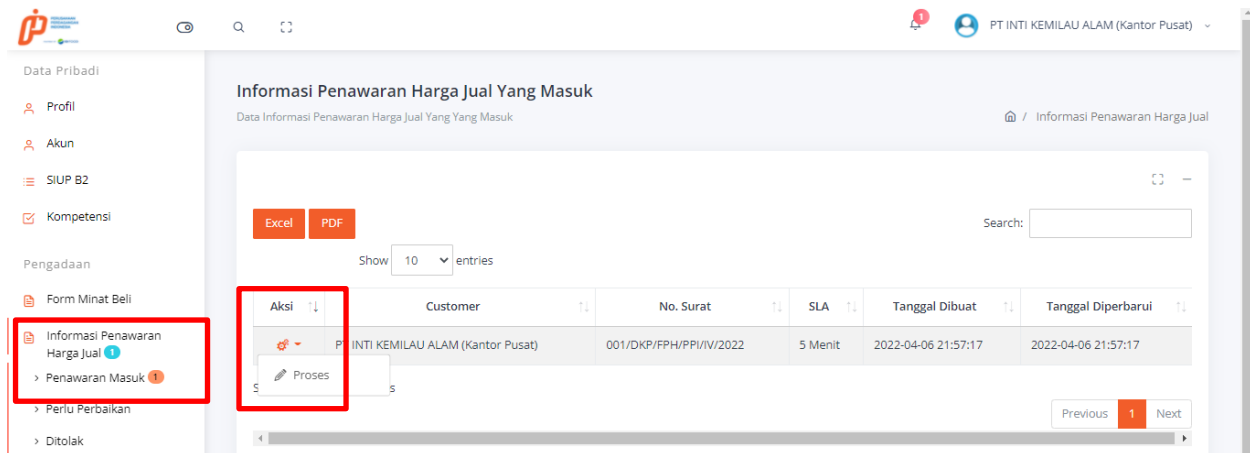 1
PT INTI KEMILAU ALAM (Kantor Pusat)
Data Pribadi
Profil
Akun
SIUP B2
Kompetensi
Pengadaan
Form Minat Beli
Informasi Penawaran
Harga Jual 1
Penawaran Masuk 1
Perlu Perbaikan
Ditolak
Informasi Penawaran Harga Jual Yang Masuk
Data Informasi Penawaran Harga Jual Yang Yang Masuk
/ Informasi Penawaran Harga Jual
Excel PDF
Search:
Show 10 entries
Aksi Customer No. Surat SLA Tanggal Dibuat Tanggal Diperbarui
PT INTI KEMILAU ALAM (Kantor Pusat) 001/DKP/FPH/PPI/IV/2022 5 Menit 2022-04-06 21:57:17 2022-04-06 21:57:17
Proses
Previous 1 Next